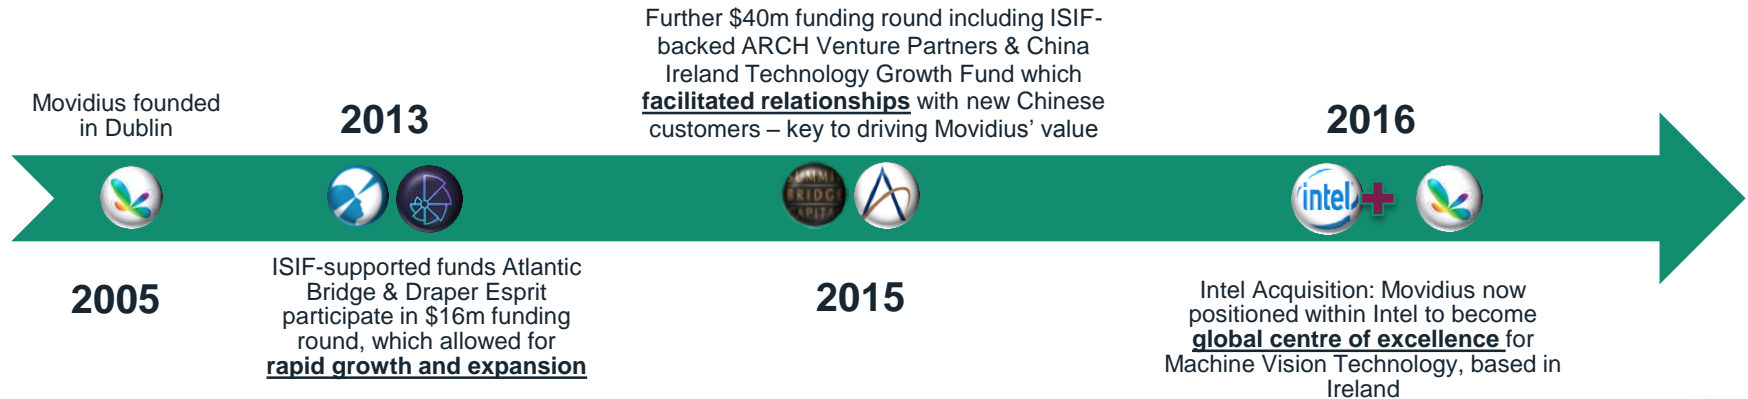 Movidius founded
in Dublin
2005
2013
ISIF-supported funds Atlantic
Bridge & Draper Esprit
participate in $16m funding
round, which allowed for
rapid growth and expansion
Further $40m funding round including ISIF-
backed ARCH Venture Partners & China
Ireland Technology Growth Fund which
facilitated relationships with new Chinese
customers – key to driving Movidius’ value
SUMMIT
BRIDGE
CAPITAL
2015
2016
intel
Intel Acquisition: Movidius now
positioned within Intel to become
global centre of excellence for
Machine Vision Technology, based in
Ireland